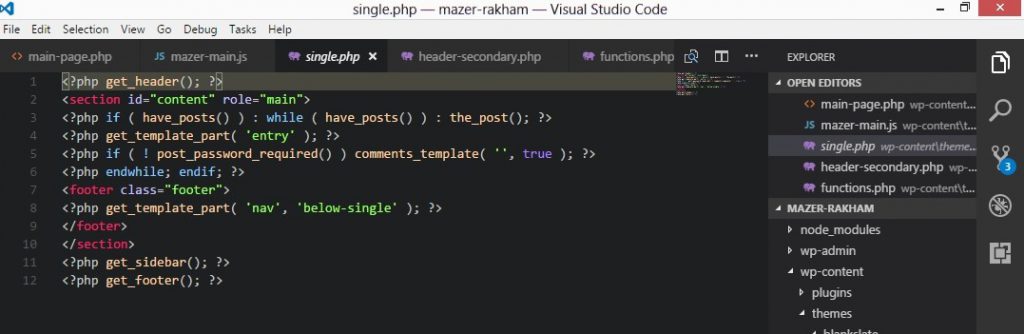 single.php — mazer-rakham — Visual Studio Code
File Edit Selection View Go Debug Tasks Help
main-page.php JS mazer-main.js single.php header-secondary.php functions.php
1 <?php get_header(); ?>
2 <section id="content" role="main">
3 <?php if ( have_posts() ) : while ( have_posts() ) : the_post(); ?>
4 <?php get_template_part( 'entry' ); ?>
5 <?php if ( ! post_password_required() ) comments_template( '', true ); ?>
6 <?php endwhile; endif; ?>
7 <footer class="footer">
8 <?php get_template_part( 'nav', 'below-single' ); ?>
9 </footer>
10 </section>
11 <?php get_sidebar(); ?>
12 <?php get_footer(); ?>
EXPLORER
OPEN EDITORS
main-page.php wp-content...
JS mazer-main.js wp-content\t...
single.php wp-content\theme...
header-secondary.php wp-...
functions.php wp-content\t...
MAZER-RAKHAM
node_modules
wp-admin
wp-content
plugins
themes
blankslate
3